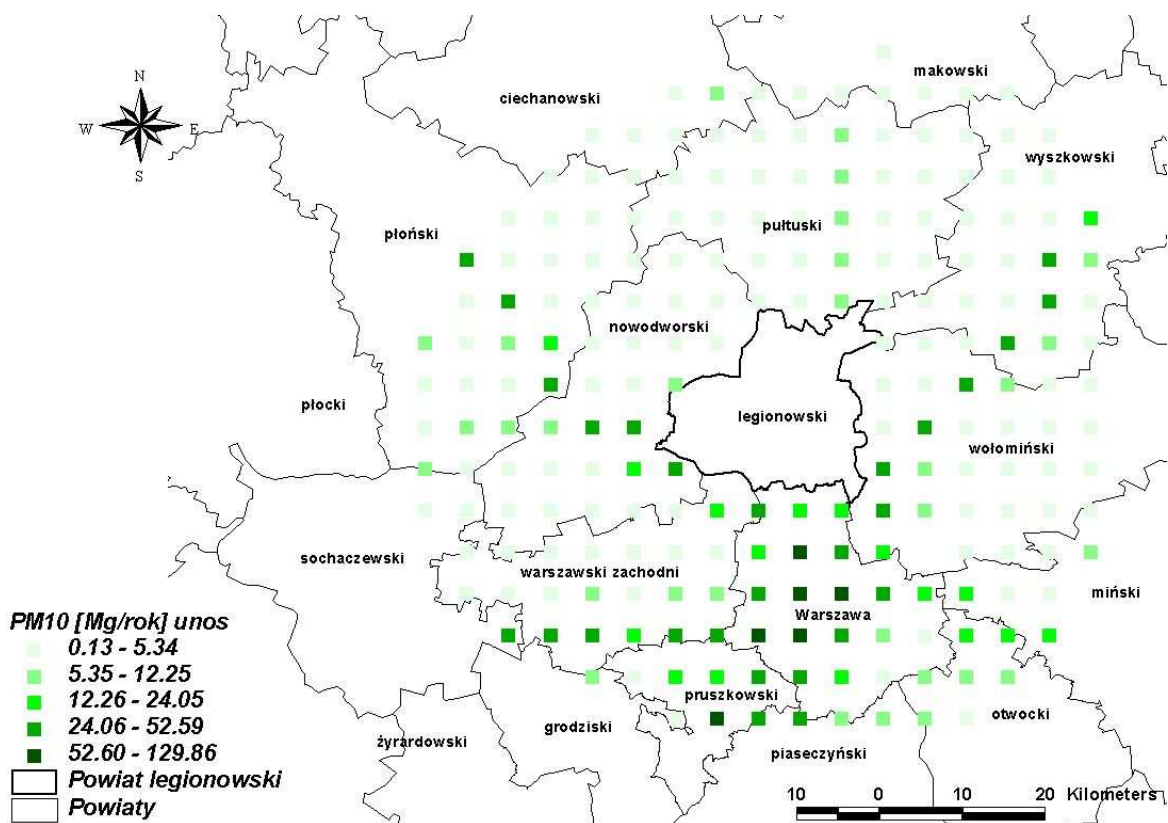 N
W E
S
makowski
ciechanowski
wyszkowski
płoński
pułtuski
nowodworski
płocki
legionowski
wołomiński
sochaczewski
warszawski zachodni
miński
Warszawa
pruszkowski
otwocki
grodziski
żyrardowski
piaseczyński
PM10 [Mg/rok] unos
0.13 - 5.34
5.35 - 12.25
12.26 - 24.05
24.06 - 52.59
52.60 - 129.86
Powiat legionowski
Powiaty
10 0 10 20 Kilometers